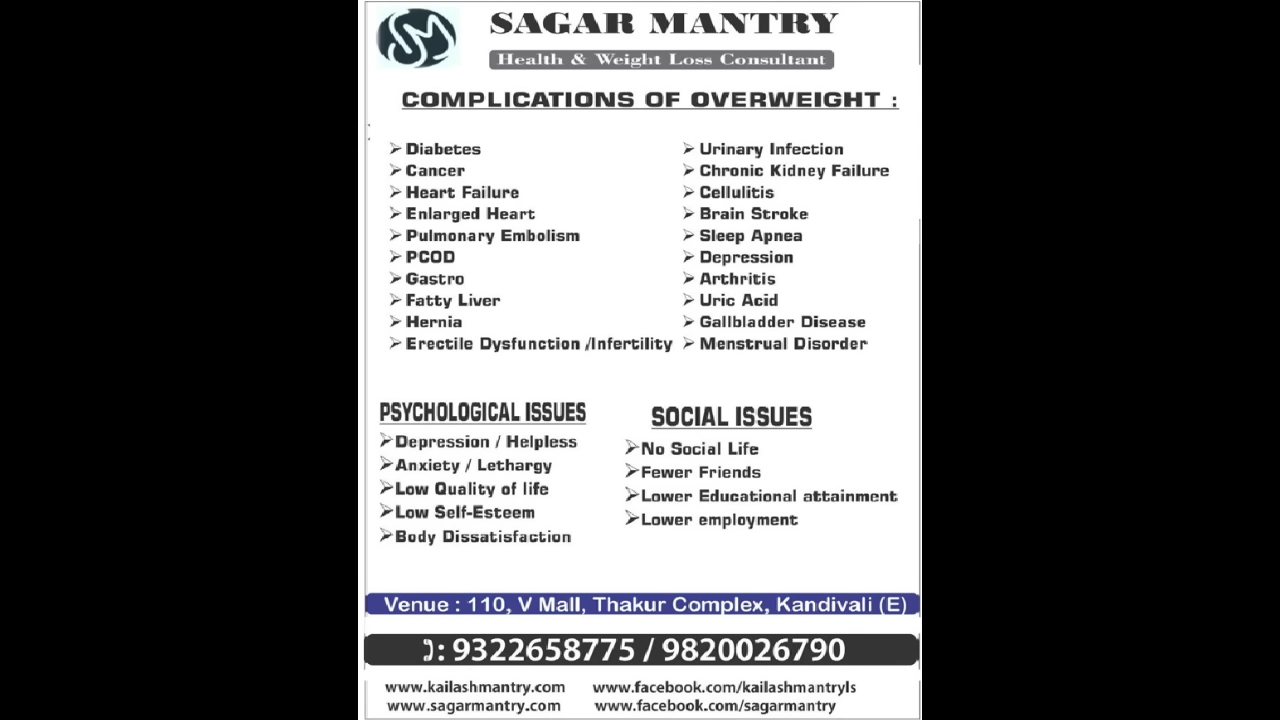 SM
SAGAR MANTRY
Health & Weight Loss Consultant
COMPLICATIONS OF OVERWEIGHT :
➢ Diabetes
➢ Cancer
➢ Heart Failure
➢ Enlarged Heart
➢ Pulmonary Embolism
➢ PCOD
➢ Gastro
➢ Fatty Liver
➢ Hernia
➢ Erectile Dysfunction /Infertility
➢ Urinary Infection
➢ Chronic Kidney Failure
➢ Cellulitis
➢ Brain Stroke
➢ Sleep Apnea
➢ Depression
➢ Arthritis
➢ Uric Acid
➢ Gallbladder Disease
➢ Menstrual Disorder
PSYCHOLOGICAL ISSUES
➢ Depression / Helpless
➢ Anxiety / Lethargy
➢ Low Quality of life
➢ Low Self-Esteem
➢ Body Dissatisfaction
SOCIAL ISSUES
➢ No Social Life
➢ Fewer Friends
➢ Lower Educational attainment
➢ Lower employment
Venue : 110, V Mall, Thakur Complex, Kandivali (E)
✆: 9322658775 / 9820026790
www.kailashmantry.com www.facebook.com/kailashmantryls
www.sagarmantry.com www.facebook.com/sagarmantry